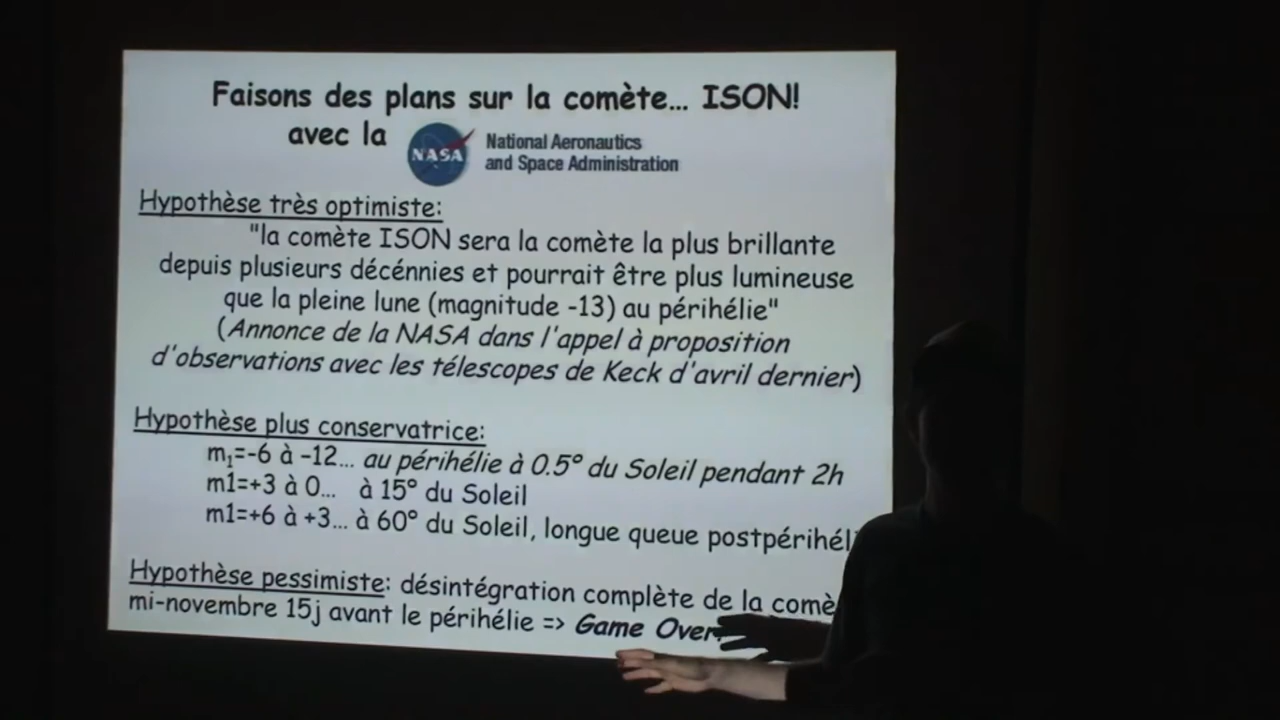 Faisons des plans sur la comète... ISON!
avec la NASA National Aeronautics
and Space Administration
Hypothèse très optimiste:
"la comète ISON sera la comète la plus brillante
depuis plusieurs décénnies et pourrait être plus lumineuse
que la pleine lune (magnitude -13) au périhélie"
(Annonce de la NASA dans l'appel à proposition
d'observations avec les télescopes de Keck d'avril dernier)
Hypothèse plus conservatrice:
m1=-6 à -12... au périhélie à 0.5° du Soleil pendant 2h
m1=+3 à 0... à 15° du Soleil
m1=+6 à +3... à 60° du Soleil, longue queue
Hypothèse pessimiste: désintégration complète de la
mi-novembre 15j avant le périhélie => Game Over